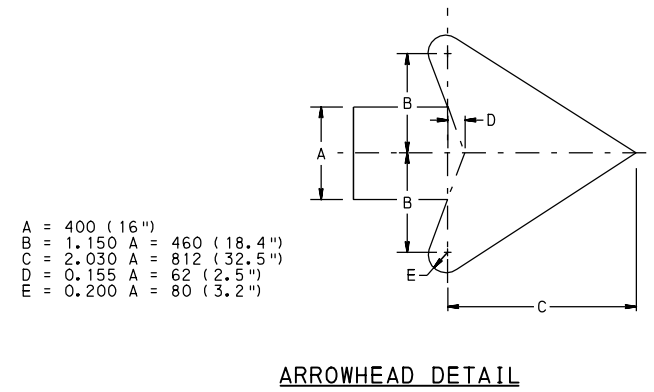 B
D
A
B
A = 400 (16")
B = 1.150 A = 460 (18.4")
C = 2.030 A = 812 (32.5")
D = 0.155 A = 62 (2.5")
E = 0.200 A = 80 (3.2")
E
C
ARROWHEAD DETAIL